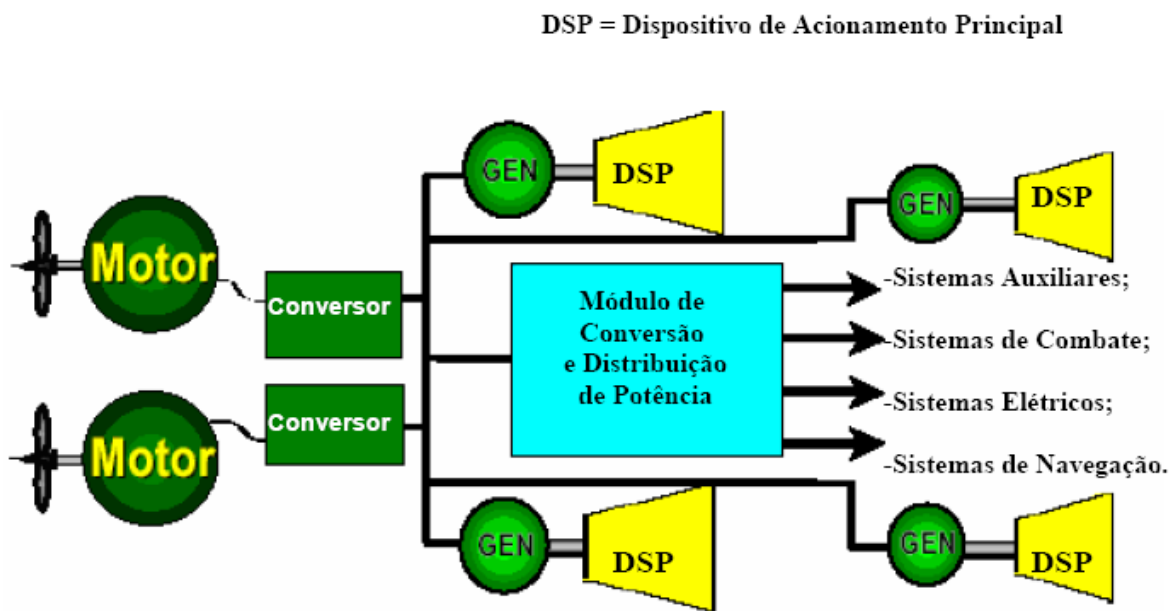 DSP = Dispositivo de Acionamento Principal
GEN
DSP
GEN
DSP
Motor
Conversor
Módulo de
Conversão
e Distribuição
de Potência
-Sistemas Auxiliares;
-Sistemas de Combate;
-Sistemas Elétricos;
-Sistemas de Navegação.
Motor
Conversor
GEN
DSP
GEN
DSP